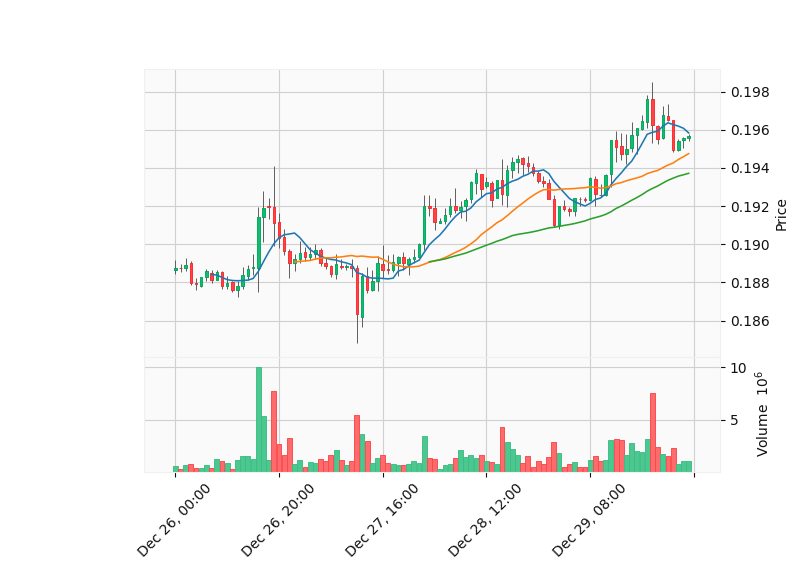 0.198
0.196
0.194
0.192
0.190
0.188
0.186
Price
10
5
Volume 10^6
Dec 26, 00:00
Dec 26, 20:00
Dec 27, 16:00
Dec 28, 12:00
Dec 29, 08:00